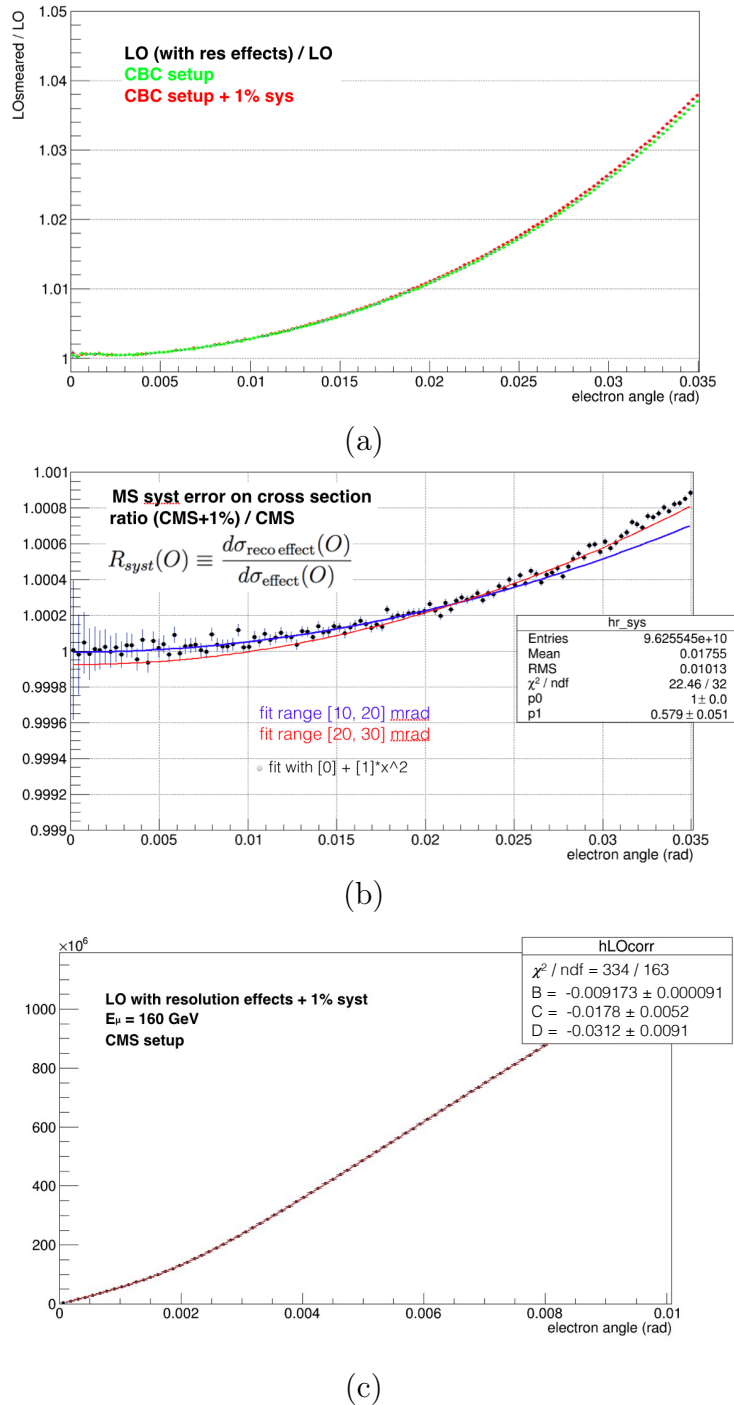 LOsmeared / LO
1.05
1.04
1.03
1.02
1.01
1
LO (with res effects) / LO
CBC setup
CBC setup + 1% sys
0 0.005 0.01 0.015 0.02 0.025 0.03 0.035
electron angle (rad)
(a)
1.001
1.0008
1.0006
1.0004
1.0002
1
0.9998
0.9996
0.9994
0.9992
0.999
MS syst error on cross section
ratio (CMS+1%) / CMS
R_{syst}(O) ≡ dσ_{reco effect}(O) / dσ_{effect}(O)
hr_sys
Entries 9.625545e+10
Mean 0.01755
RMS 0.01013
χ² / ndf 22.46 / 32
p0 1 ± 0.0
p1 0.579 ± 0.051
fit range [10, 20] mrad
fit range [20, 30] mrad
fit with [0] + [1]*x^2
0 0.005 0.01 0.015 0.02 0.025 0.03 0.035
electron angle (rad)
(b)
×10⁶
1000
800
600
400
200
0
LO with resolution effects + 1% syst
Eμ = 160 GeV
CMS setup
hLOcorr
χ² / ndf = 334 / 163
B = -0.009173 ± 0.000091
C = -0.0178 ± 0.0052
D = -0.0312 ± 0.0091
0 0.002 0.004 0.006 0.008 0.01
electron angle (rad)
(c)